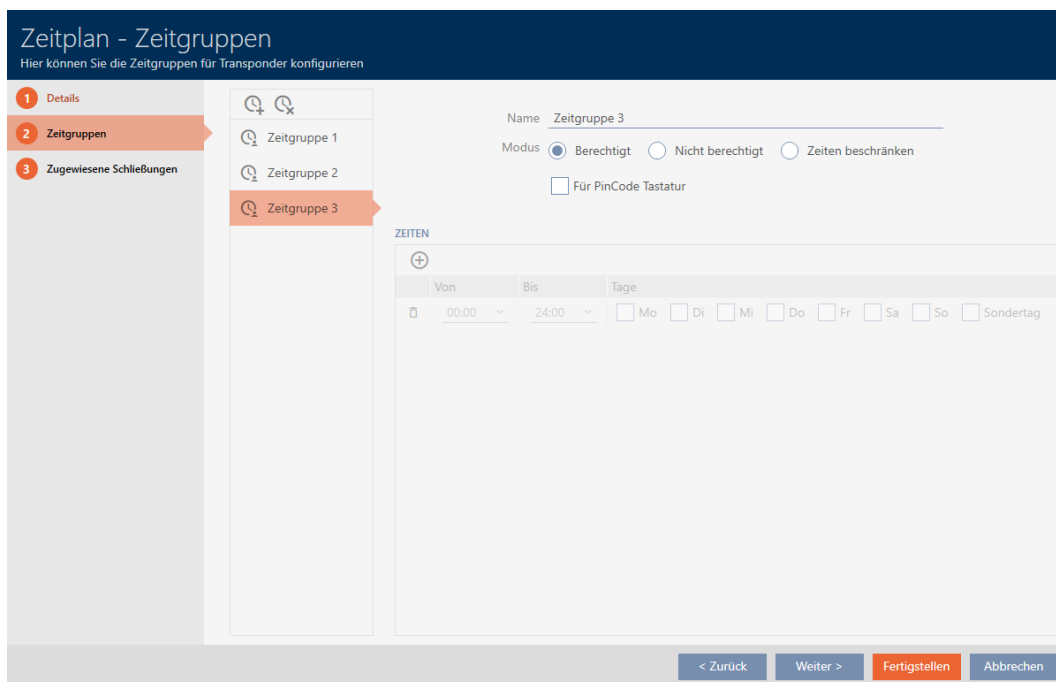 Zeitplan - Zeitgruppen
Hier können Sie die Zeitgruppen für Transponder konfigurieren
1 Details
2 Zeitgruppen
3 Zugewiesene Schließungen
Zeitgruppe 1
Zeitgruppe 2
Zeitgruppe 3
Name Zeitgruppe 3
Modus Berechtigt Nicht berechtigt Zeiten beschränken
Für PinCode Tastatur
ZEITEN
Von Bis Tage
00:00 24:00 Mo Di Mi Do Fr Sa So Sondertag
< Zurück Weiter > Fertigstellen Abbrechen